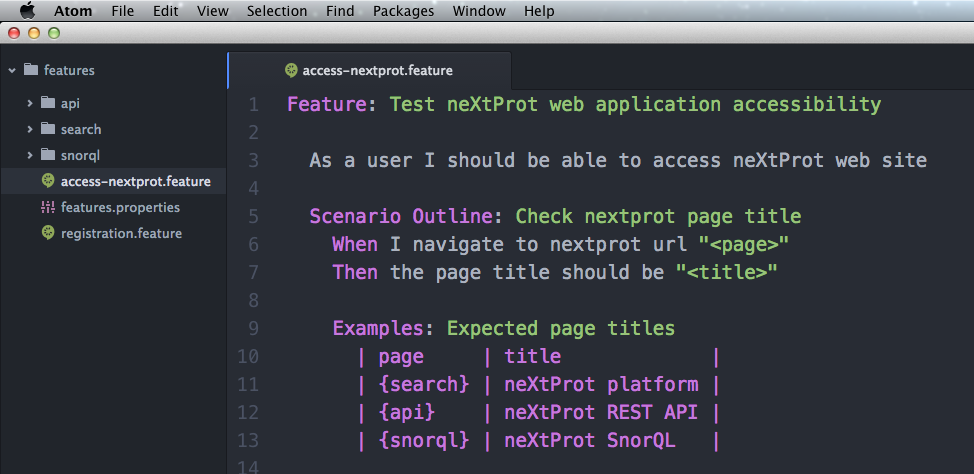 Atom File Edit View Selection Find Packages Window Help
features
api
search
snorql
access-nextprot.feature
features.properties
registration.feature
access-nextprot.feature
1 Feature: Test neXtProt web application accessibility
2
3 As a user I should be able to access neXtProt web site
4
5 Scenario Outline: Check nextprot page title
6 When I navigate to nextprot url "<page>"
7 Then the page title should be "<title>"
8
9 Examples: Expected page titles
10 | page | title |
11 | {search} | neXtProt platform |
12 | {api} | neXtProt REST API |
13 | {snorql} | neXtProt SnorQL |
14